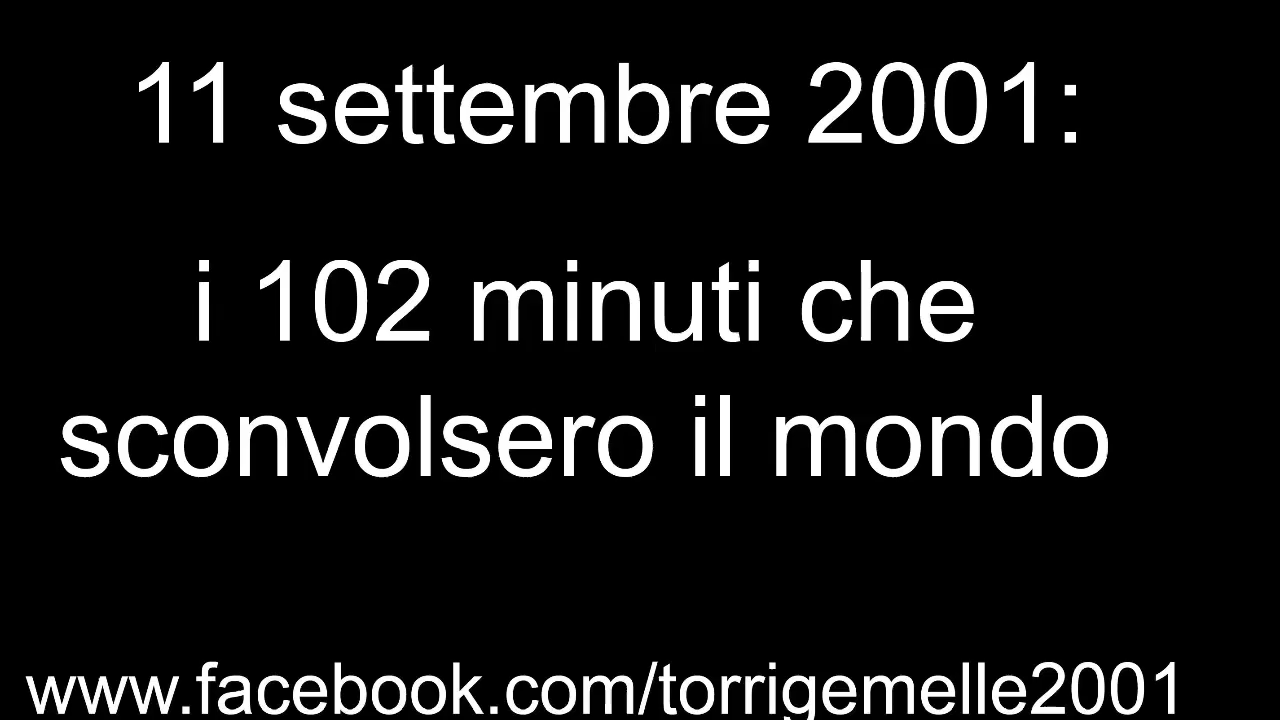 11 settembre 2001:
i 102 minuti che
sconvolsero il mondo
www.facebook.com/torrigemelle2001